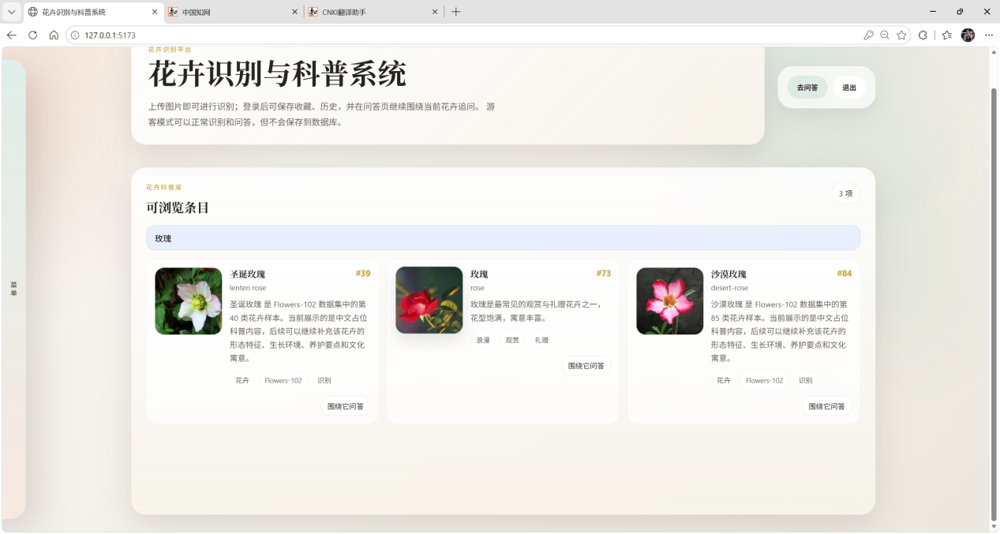 花卉识别与科普系统
中国知网
CNKI翻译助手
127.0.0.1:5173
花卉识别平台
花卉识别与科普系统
上传图片即可进行识别；登录后可保存收藏、历史，并在问答页继续围绕当前花卉追问。 游
客模式可以正常识别和问答，但不会保存到数据库。
去问答
退出
菜单
花卉科普库
可浏览条目
3 项
玫瑰
圣诞玫瑰
#39
lenten rose
圣诞玫瑰 是 Flowers-102 数据集中的第
40 类花卉样本。当前展示的是中文占位
科普内容，后续可以继续补充该花卉的
形态特征、生长环境、养护要点和文化
寓意。
花卉
Flowers-102
识别
围绕它问答
玫瑰
#73
rose
玫瑰是最常见的观赏与礼赠花卉之一，
花型饱满，寓意丰富。
浪漫
观赏
礼赠
围绕它问答
沙漠玫瑰
#84
desert-rose
沙漠玫瑰 是 Flowers-102 数据集中的第
85 类花卉样本。当前展示的是中文占位
科普内容，后续可以继续补充该花卉的
形态特征、生长环境、养护要点和文化
寓意。
花卉
Flowers-102
识别
围绕它问答